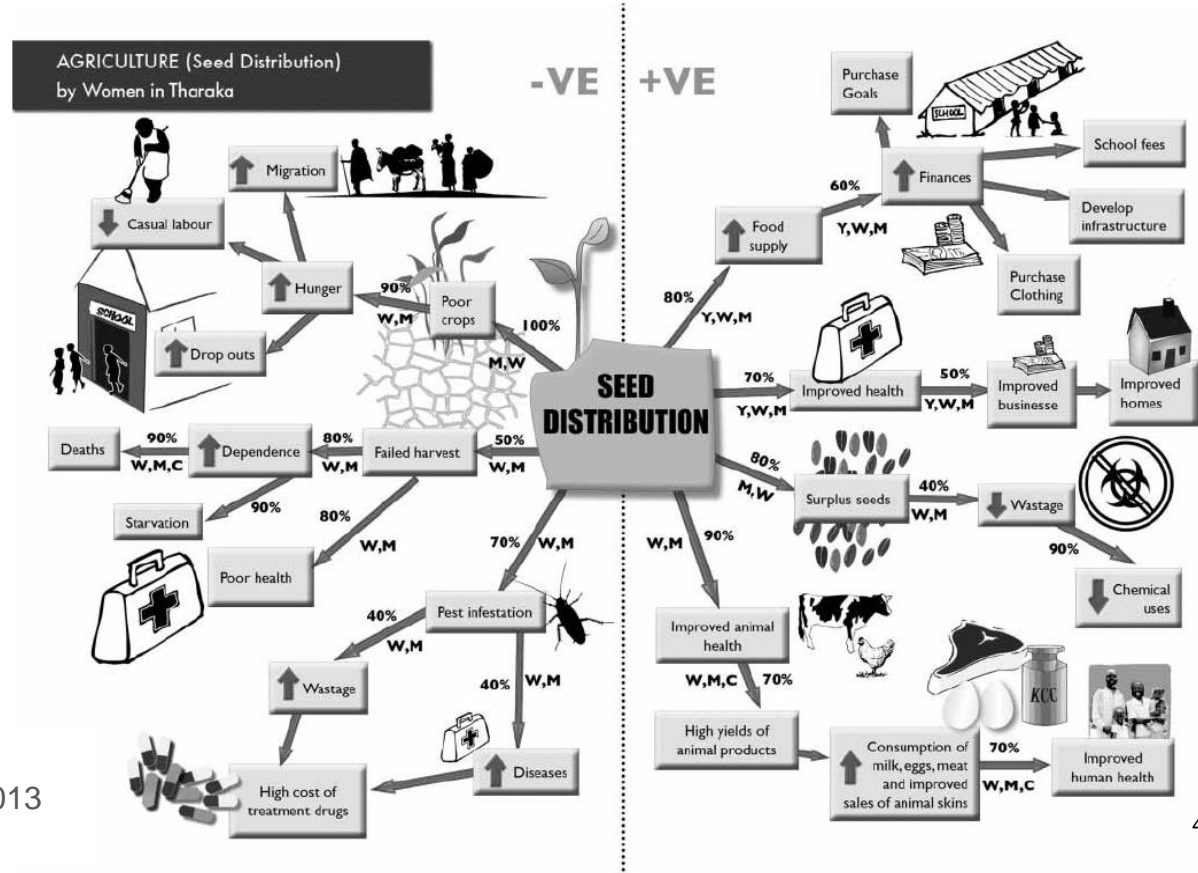 AGRICULTURE (Seed Distribution)
by Women in Tharaka
-VE
+VE
Migration
Casual labour
Hunger
90%
W,M
Poor
crops
100%
M,W
SCHOOL
Drop outs
Deaths
90%
W,M,C
Dependence
80%
W,M
Failed harvest
50%
W,M
Starvation
90%
80%
W,M
Poor health
70%
W,M
Pest infestation
40%
W,M
Wastage
40%
W,M
Diseases
High cost of
treatment drugs
SEED
DISTRIBUTION
Purchase
Goals
SCHOOL
School fees
Finances
60%
Y,W,M
Food
supply
Develop
infrastructure
Purchase
Clothing
80%
Y,W,M
70%
Y,W,M
Improved health
50%
Y,W,M
Improved
businesse
Improved
homes
80%
M,W
Surplus seeds
40%
W,M
Wastage
90%
Chemical
uses
W,M
90%
Improved animal
health
W,M,C
70%
High yields of
animal products
Consumption of
milk, eggs, meat
and improved
sales of animal skins
KCC
70%
W,M,C
Improved
human health
013
4